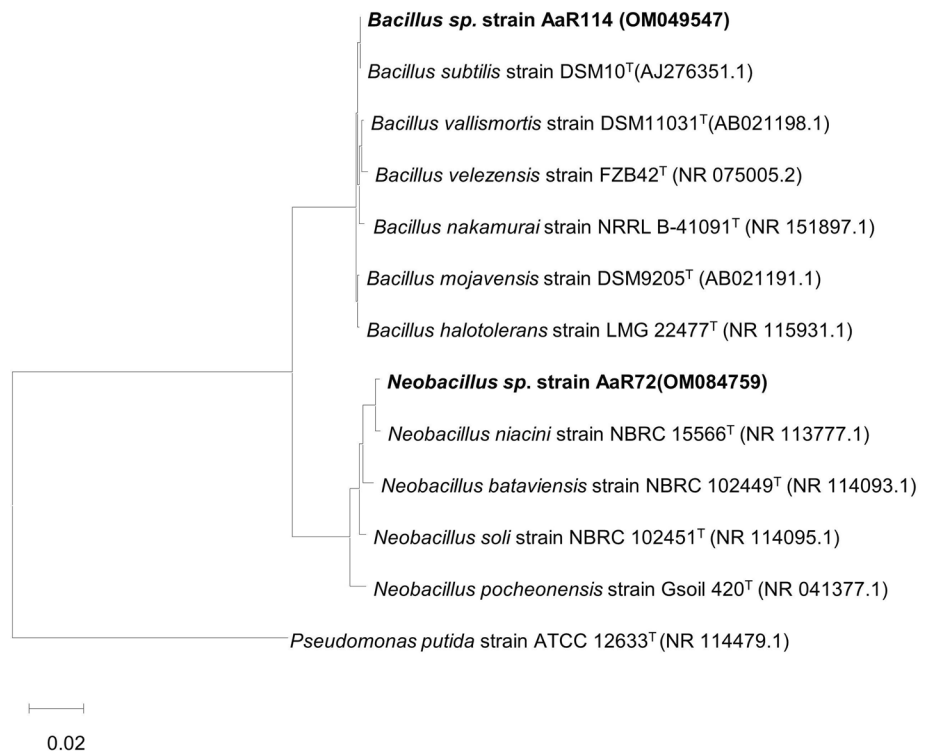 Bacillus sp. strain AaR114 (OM049547)
Bacillus subtilis strain DSM10ᵀ(AJ276351.1)
Bacillus vallismortis strain DSM11031ᵀ(AB021198.1)
Bacillus velezensis strain FZB42ᵀ (NR 075005.2)
Bacillus nakamurai strain NRRL B-41091ᵀ (NR 151897.1)
Bacillus mojavensis strain DSM9205ᵀ (AB021191.1)
Bacillus halotolerans strain LMG 22477ᵀ (NR 115931.1)
Neobacillus sp. strain AaR72(OM084759)
Neobacillus niacini strain NBRC 15566ᵀ (NR 113777.1)
Neobacillus bataviensis strain NBRC 102449ᵀ (NR 114093.1)
Neobacillus soli strain NBRC 102451ᵀ (NR 114095.1)
Neobacillus pocheonensis strain Gsoil 420ᵀ (NR 041377.1)
Pseudomonas putida strain ATCC 12633ᵀ (NR 114479.1)
0.02